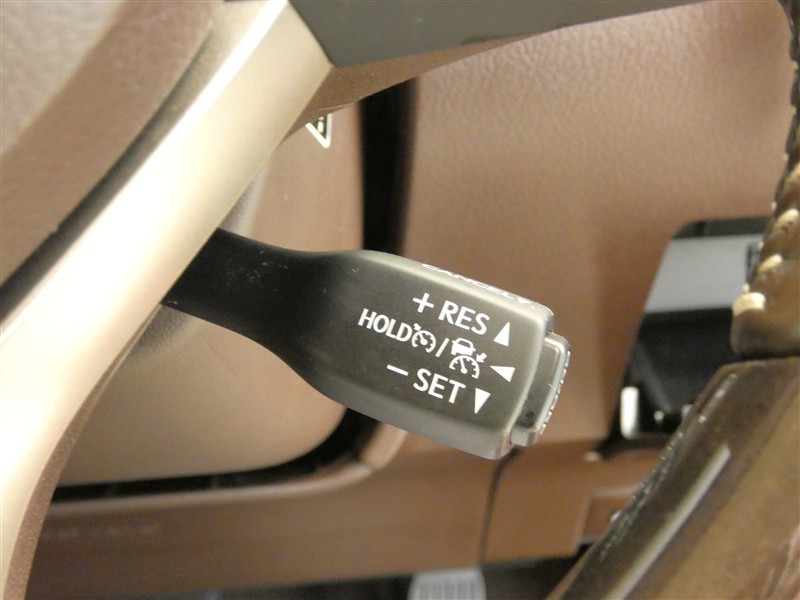 + RES ▲
HOLD /
− SET ▼